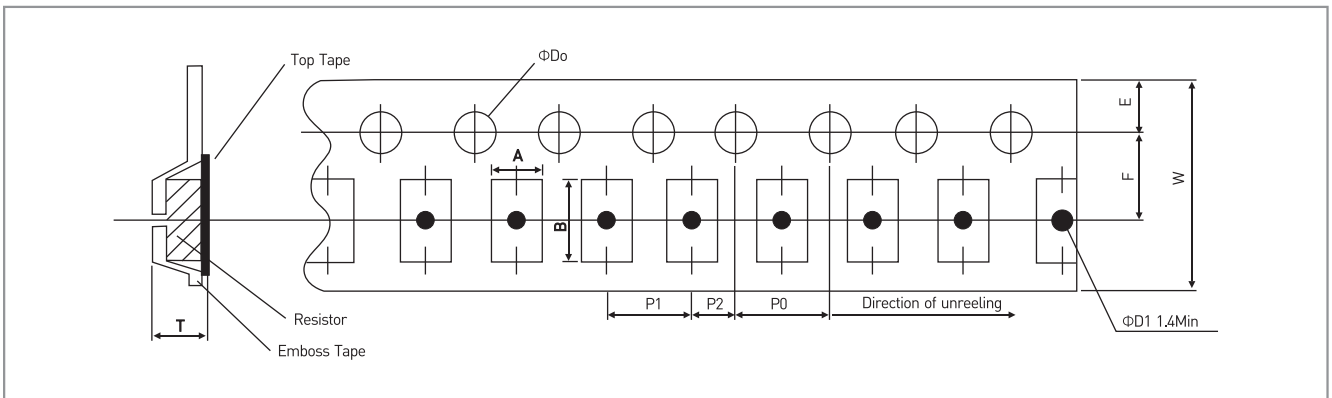 Top Tape
ΦDo
E
A
F
W
B
P1
P2
P0
Direction of unreeling
Resistor
T
ΦD1 1.4Min
Emboss Tape